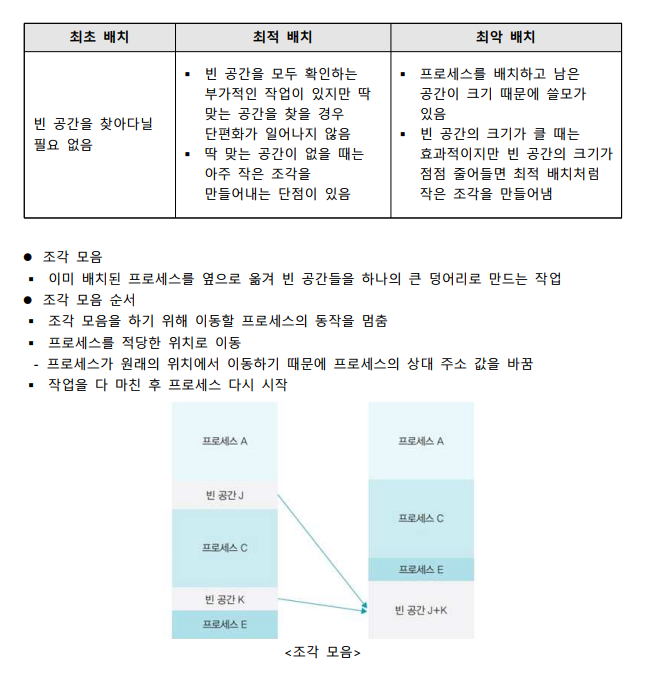 최초 배치
최적 배치
최악 배치
빈 공간을 찾아다닐
필요 없음
▪ 빈 공간을 모두 확인하는
부가적인 작업이 있지만 딱
맞는 공간을 찾을 경우
단편화가 일어나지 않음
▪ 딱 맞는 공간이 없을 때는
아주 작은 조각을
만들어내는 단점이 있음
▪ 프로세스를 배치하고 남은
공간이 크기 때문에 쓸모가
있음
▪ 빈 공간의 크기가 클 때는
효과적이지만 빈 공간의 크기가
점점 줄어들면 최적 배치처럼
작은 조각을 만들어냄
● 조각 모음
▪ 이미 배치된 프로세스를 옆으로 옮겨 빈 공간들을 하나의 큰 덩어리로 만드는 작업
● 조각 모음 순서
▪ 조각 모음을 하기 위해 이동할 프로세스의 동작을 멈춤
▪ 프로세스를 적당한 위치로 이동
- 프로세스가 원래의 위치에서 이동하기 때문에 프로세스의 상대 주소 값을 바꿈
▪ 작업을 다 마친 후 프로세스 다시 시작
프로세스 A
빈 공간 J
프로세스 C
빈 공간 K
프로세스 E
프로세스 A
프로세스 C
프로세스 E
빈 공간 J+K
<조각 모음>